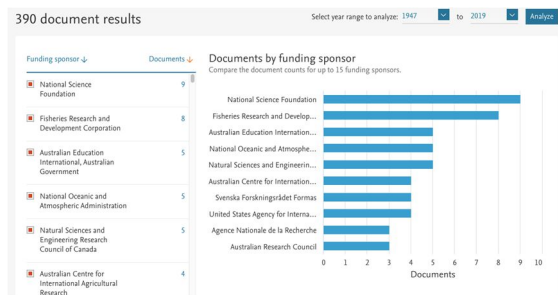 390 document results
Select year range to analyze: 1947 to 2019 Analyze
Funding sponsor ↓ Documents ↓
National Science
Foundation 9
Fisheries Research and
Development Corporation 8
Australian Education
International, Australian
Government 5
National Oceanic and
Atmospheric Administration 5
Natural Sciences and
Engineering Research
Council of Canada 5
Australian Centre for
International Agricultural
Research 4
Documents by funding sponsor
Compare the document counts for up to 15 funding sponsors.
National Science Foundation
Fisheries Research and Develop...
Australian Education Internation...
National Oceanic and Atmosphe...
Natural Sciences and Engineerin...
Australian Centre for Internation...
Svenska Forskningsrådet Formas
United States Agency for Interna...
Agence Nationale de la Recherche
Australian Research Council
0 1 2 3 4 5 6 7 8 9 10
Documents